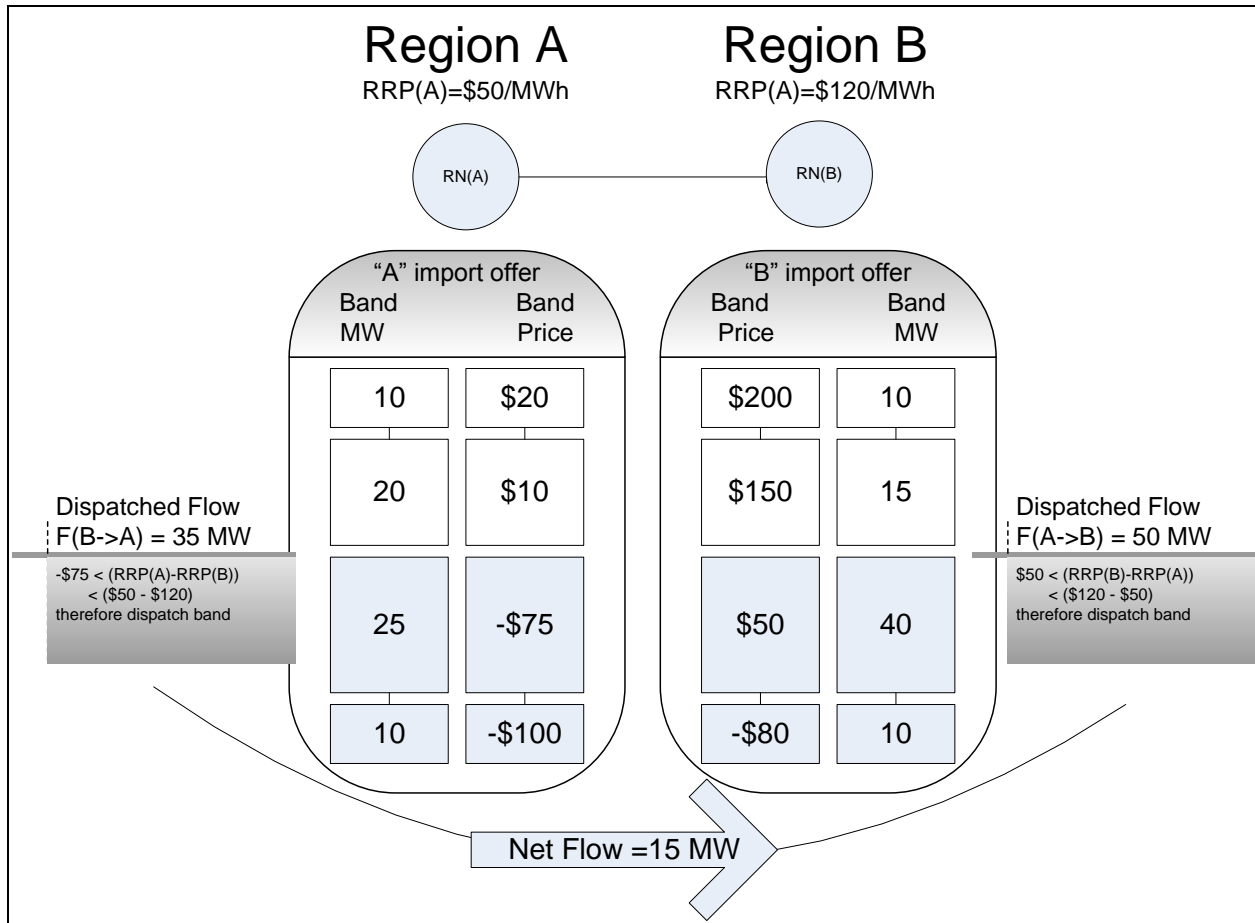 Region A
RRP(A)=$50/MWh
Region B
RRP(A)=$120/MWh
RN(A)
RN(B)
“A” import offer
Band
MW
Band
Price
10
$20
20
$10
25
-$75
10
-$100
“B” import offer
Band
Price
Band
MW
$200
10
$150
15
$50
40
-$80
10
Dispatched Flow
F(B->A) = 35 MW
-$75 < (RRP(A)-RRP(B))
< ($50 - $120)
therefore dispatch band
Dispatched Flow
F(A->B) = 50 MW
$50 < (RRP(B)-RRP(A))
< ($120 - $50)
therefore dispatch band
Net Flow =15 MW